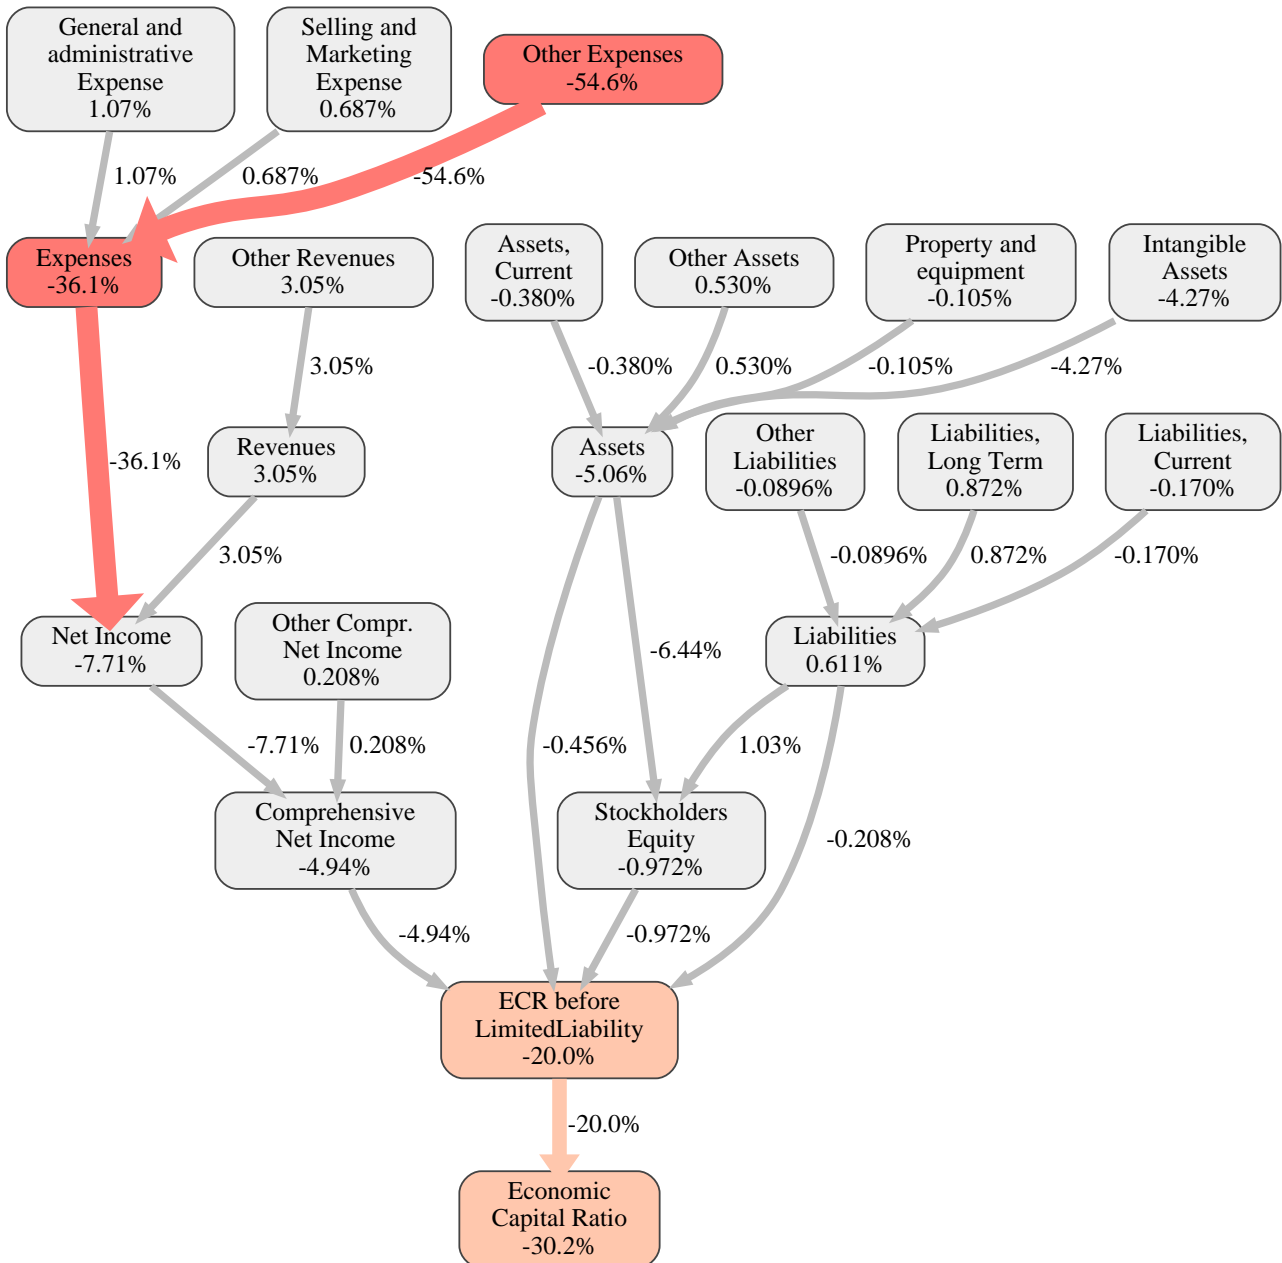 General and
administrative
Expense
1.07%
Selling and
Marketing
Expense
0.687%
Other Expenses
-54.6%
1.07%
0.687%
-54.6%
Expenses
-36.1%
Other Revenues
3.05%
Assets,
Current
-0.380%
Other Assets
0.530%
Property and
equipment
-0.105%
Intangible
Assets
-4.27%
3.05%
-0.380%
0.530%
-0.105%
-4.27%
-36.1%
Revenues
3.05%
Assets
-5.06%
Other
Liabilities
-0.0896%
Liabilities,
Long Term
0.872%
Liabilities,
Current
-0.170%
3.05%
-0.0896%
0.872%
-0.170%
Net Income
-7.71%
Other Compr.
Net Income
0.208%
-6.44%
Liabilities
0.611%
-7.71%
0.208%
-0.456%
1.03%
Comprehensive
Net Income
-4.94%
Stockholders
Equity
-0.972%
-0.208%
-4.94%
-0.972%
ECR before
LimitedLiability
-20.0%
-20.0%
Economic
Capital Ratio
-30.2%